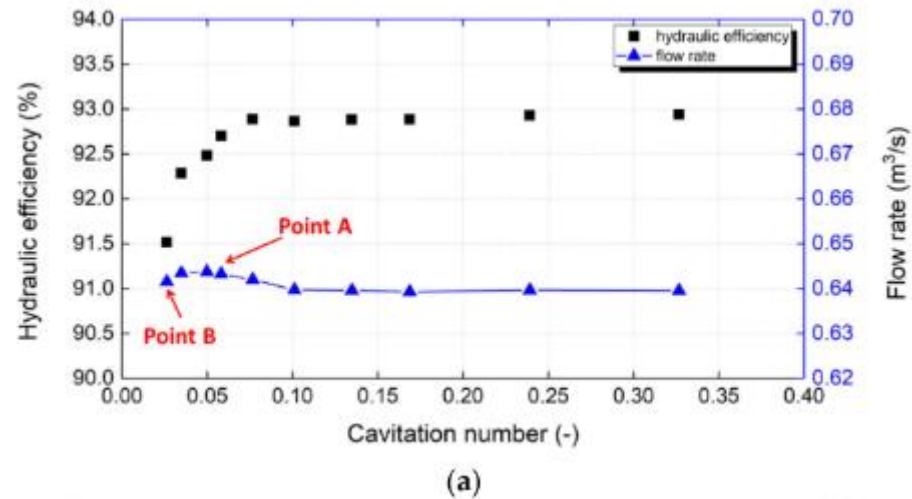 94.0
93.5
93.0
92.5
92.0
91.5
91.0
90.5
90.0
Hydraulic efficiency (%)
hydraulic efficiency
flow rate
Point A
Point B
0.70
0.69
0.68
0.67
0.66
0.65
0.64
0.63
0.62
Flow rate (m³/s)
0.00 0.05 0.10 0.15 0.20 0.25 0.30 0.35 0.40
Cavitation number (-)
(a)